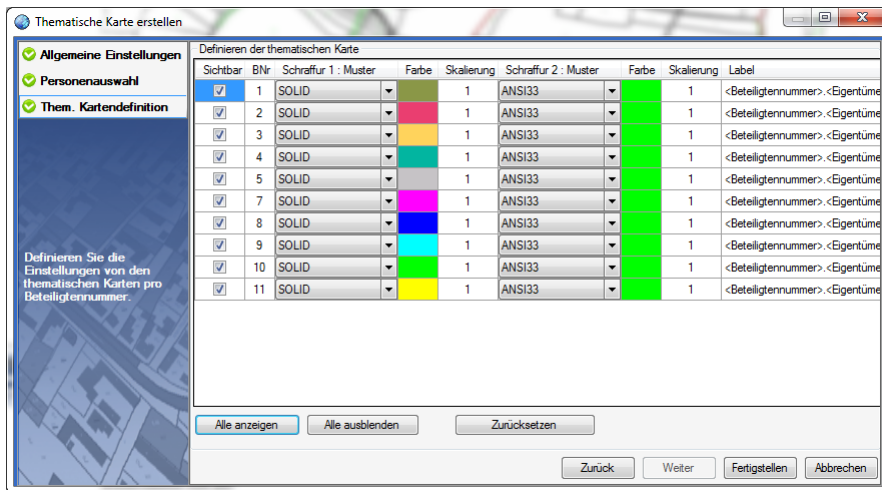 Thematische Karte erstellen
Allgemeine Einstellungen
Personenauswahl
Them. Kartendefinition
Definieren Sie die
Einstellungen von den
thematischen Karten pro
Beteiligtennummer.
Definieren der thematischen Karte
Sichtbar BNr Schraffur 1 : Muster Farbe Skalierung Schraffur 2 : Muster Farbe Skalierung Label
1 SOLID 1 ANSI33 1 <Beteiligtennummer>.<Eigentüme
2 SOLID 1 ANSI33 1 <Beteiligtennummer>.<Eigentüme
3 SOLID 1 ANSI33 1 <Beteiligtennummer>.<Eigentüme
4 SOLID 1 ANSI33 1 <Beteiligtennummer>.<Eigentüme
5 SOLID 1 ANSI33 1 <Beteiligtennummer>.<Eigentüme
7 SOLID 1 ANSI33 1 <Beteiligtennummer>.<Eigentüme
8 SOLID 1 ANSI33 1 <Beteiligtennummer>.<Eigentüme
9 SOLID 1 ANSI33 1 <Beteiligtennummer>.<Eigentüme
10 SOLID 1 ANSI33 1 <Beteiligtennummer>.<Eigentüme
11 SOLID 1 ANSI33 1 <Beteiligtennummer>.<Eigentüme
Alle anzeigen Alle ausblenden Zurücksetzen
Zurück Weiter Fertigstellen Abbrechen